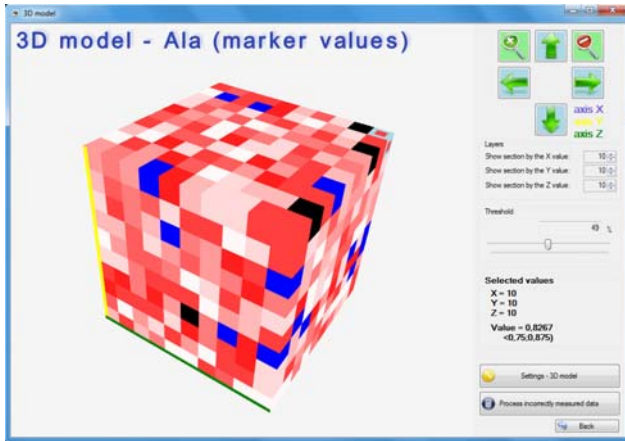 3D model
3D model - Ala (marker values)
axis X
axis Y
axis Z
Layers
Show section by the X value: 10
Show section by the Y value: 10
Show section by the Z value: 10
Threshold
49 %
Selected values
X = 10
Y = 10
Z = 10
Value = 0,8267
<0,75;0,875)
Settings - 3D model
Process incorrectly measured data
Back